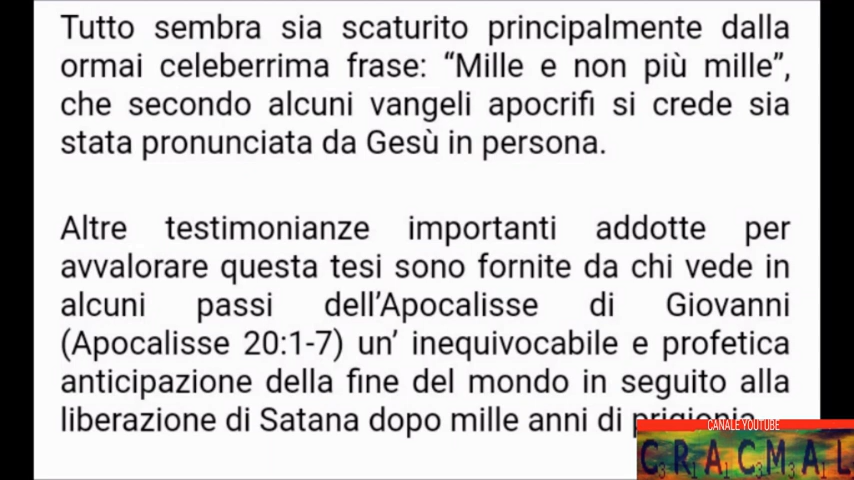 Tutto sembra sia scaturito principalmente dalla
ormai celeberrima frase: “Mille e non più mille”,
che secondo alcuni vangeli apocrifi si crede sia
stata pronunciata da Gesù in persona.
Altre testimonianze importanti addotte per
avvalorare questa tesi sono fornite da chi vede in
alcuni passi dell’Apocalisse di Giovanni
(Apocalisse 20:1-7) un’ inequivocabile e profetica
anticipazione della fine del mondo in seguito alla
liberazione di Satana dopo mille anni di prigionia
CANALE YOUTUBE
CRACMAL